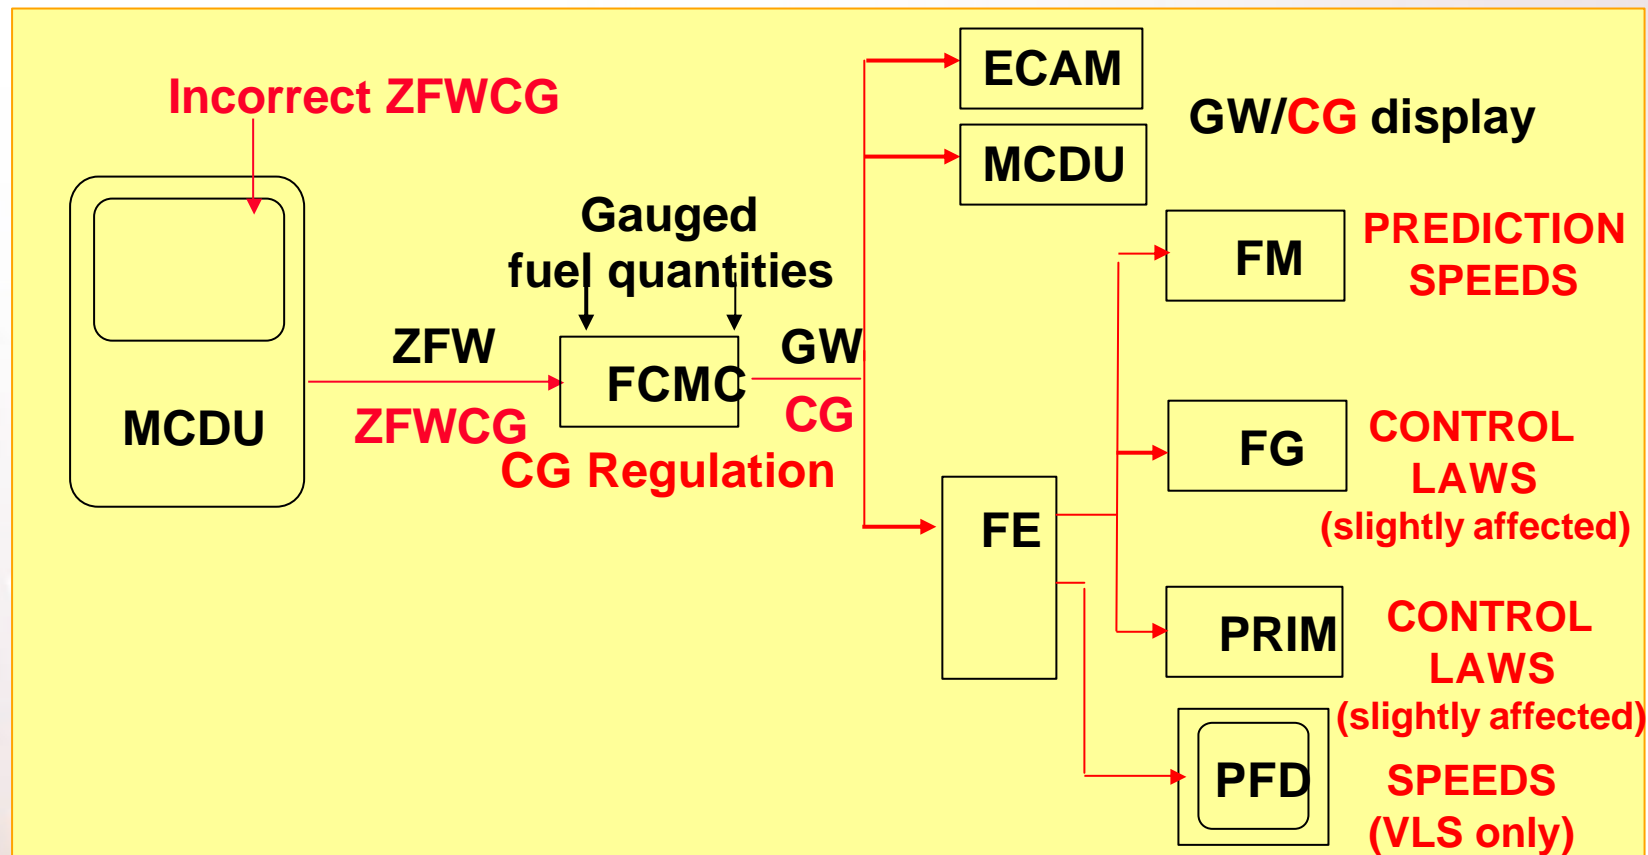 Incorrect ZFWCG
MCDU
ZFW
ZFWCG
Gauged
fuel quantities
FCMC
CG Regulation
GW
CG
ECAM
MCDU
GW/CG display
FE
FM
PREDICTION
SPEEDS
FG
CONTROL
LAWS
(slightly affected)
PRIM
CONTROL
LAWS
(slightly affected)
PFD
SPEEDS
(VLS only)